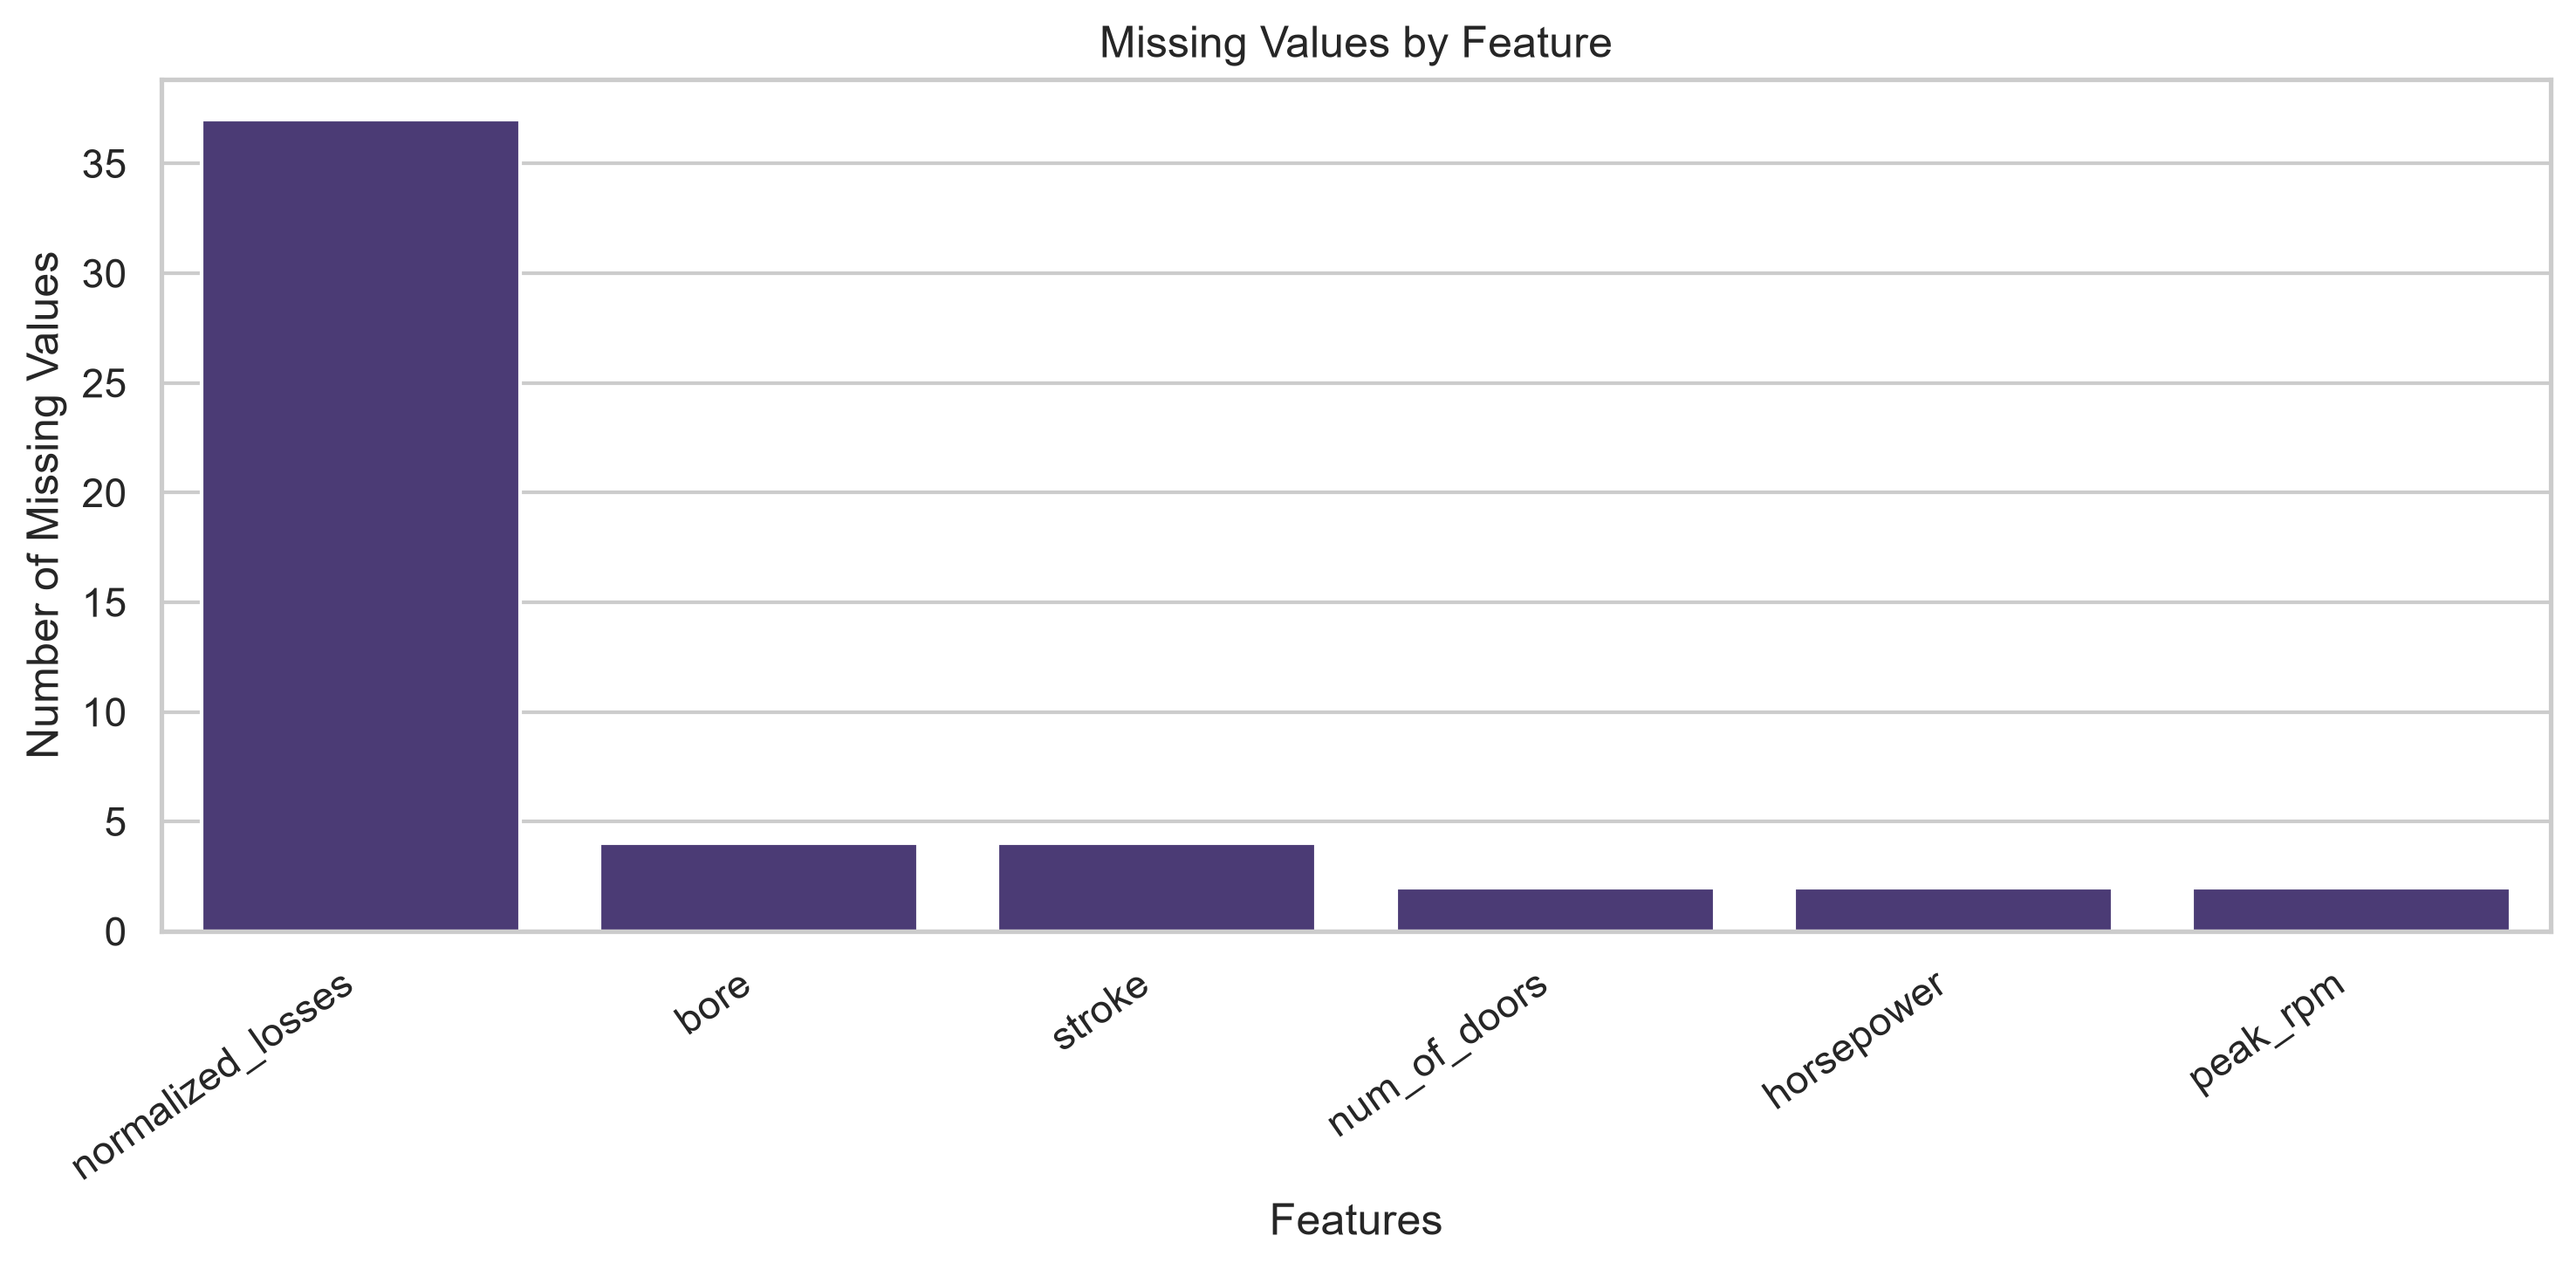 Missing Values by Feature
Number of Missing Values
35
30
25
20
15
10
5
0
normalized_losses
bore
stroke
num_of_doors
horsepower
peak_rpm
Features